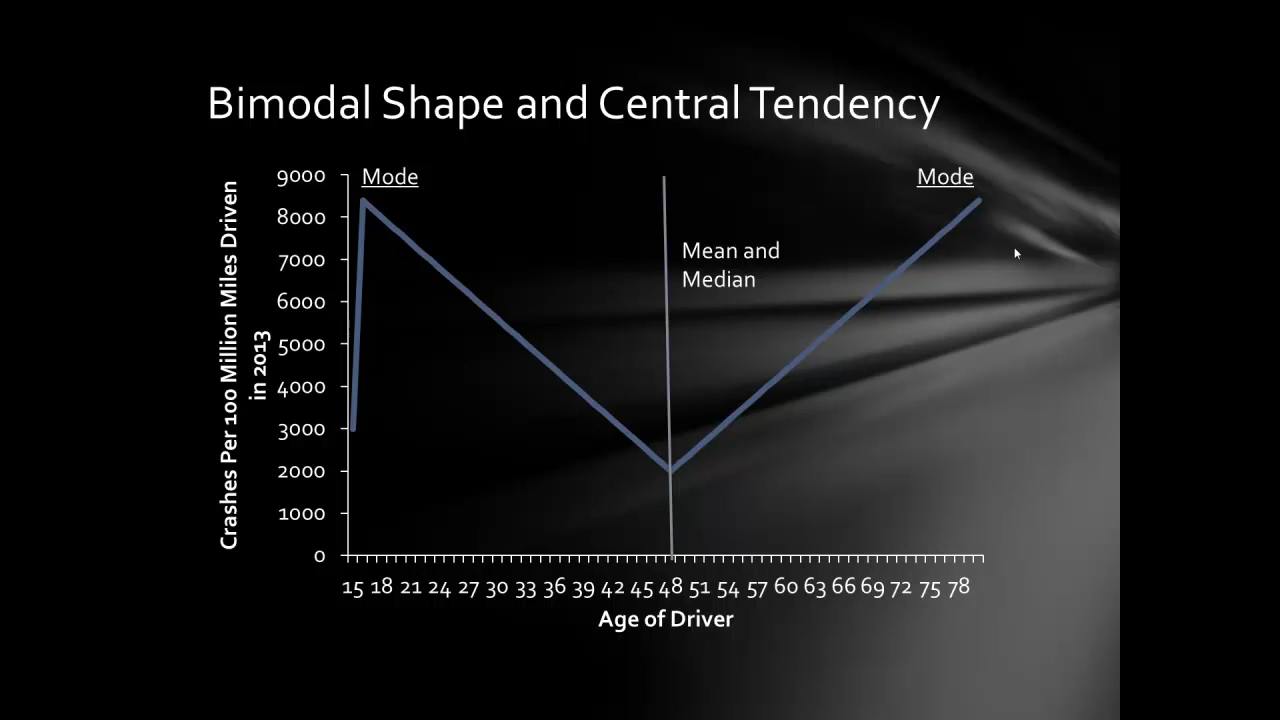 Bimodal Shape and Central Tendency
Crashes Per 100 Million Miles Driven
in 2013
9000
8000
7000
6000
5000
4000
3000
2000
1000
0
Mode
Mode
Mean and
Median
15 18 21 24 27 30 33 36 39 42 45 48 51 54 57 60 63 66 69 72 75 78
Age of Driver